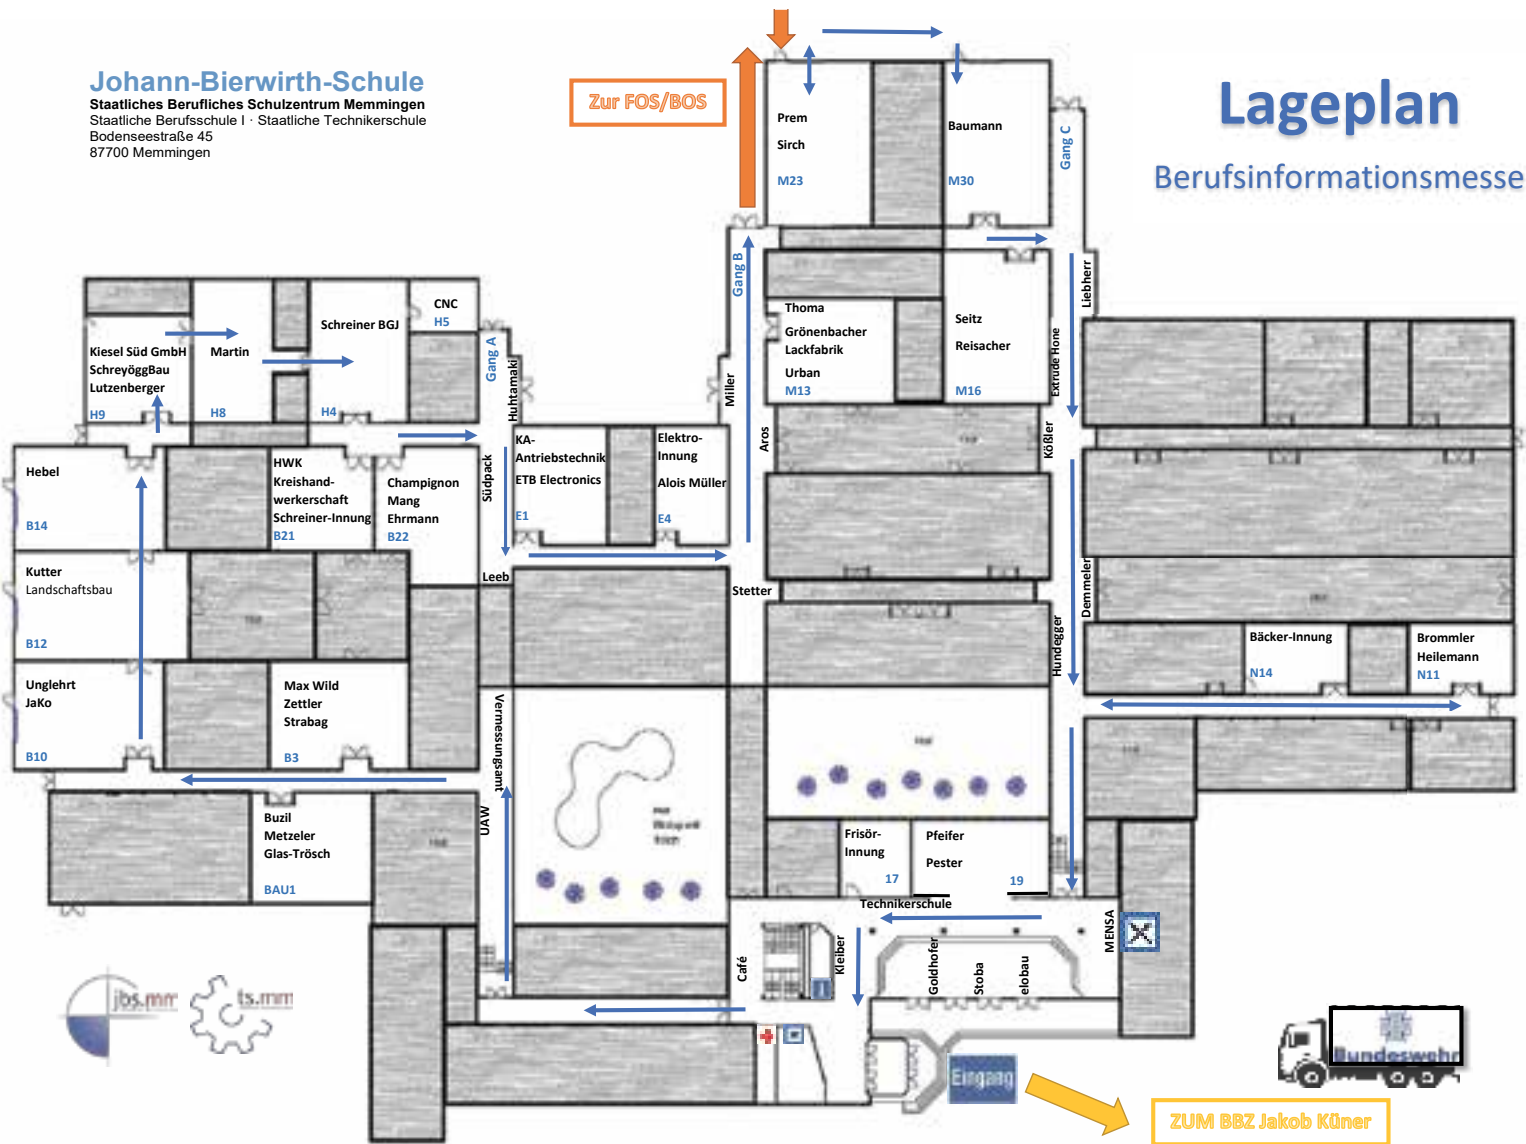 Johann-Bierwirth-Schule
Staatliches Berufliches Schulzentrum Memmingen
Staatliche Berufsschule I · Staatliche Technikerschule
Bodenseestraße 45
87700 Memmingen
Zur FOS/BOS
Lageplan
Berufsinformationsmesse
Prem
Sirch
M23
Baumann
M30
Gang C
Gang B
Liebherr
Thoma
Grönenbacher
Lackfabrik
Urban
M13
Seitz
Reisacher
M16
Extrude Hone
Miller
Aros
Kößler
CNC
H5
Schreiner BGJ
H4
Martin
H8
Kiesel Süd GmbH
SchreyöggBau
Lutzenberger
H9
Gang A
Huhtamaki
Südpack
KA-
Antriebstechnik
ETB Electronics
E1
Elektro-
Innung
Alois Müller
E4
Hebel
B14
HWK
Kreishand-
werkerschaft
Schreiner-Innung
B21
Champignon
Mang
Ehrmann
B22
Leeb
Stetter
Kutter
Landschaftsbau
B12
Demmeler
Hundegger
Bäcker-Innung
N14
Brommler
Heilemann
N11
Unglehrt
JaKo
B10
Max Wild
Zettler
Strabag
B3
Vermessungsamt
UAW
Buzil
Metzeler
Glas-Trösch
BAU1
Frisör-
Innung
17
Pfeifer
Pester
19
Technikerschule
MENSA
Café
Kleiber
Goldhofer
Stoba
elobau
jbs.mm
ts.mm
Bundeswehr
Eingang
ZUM BBZ Jakob Küner